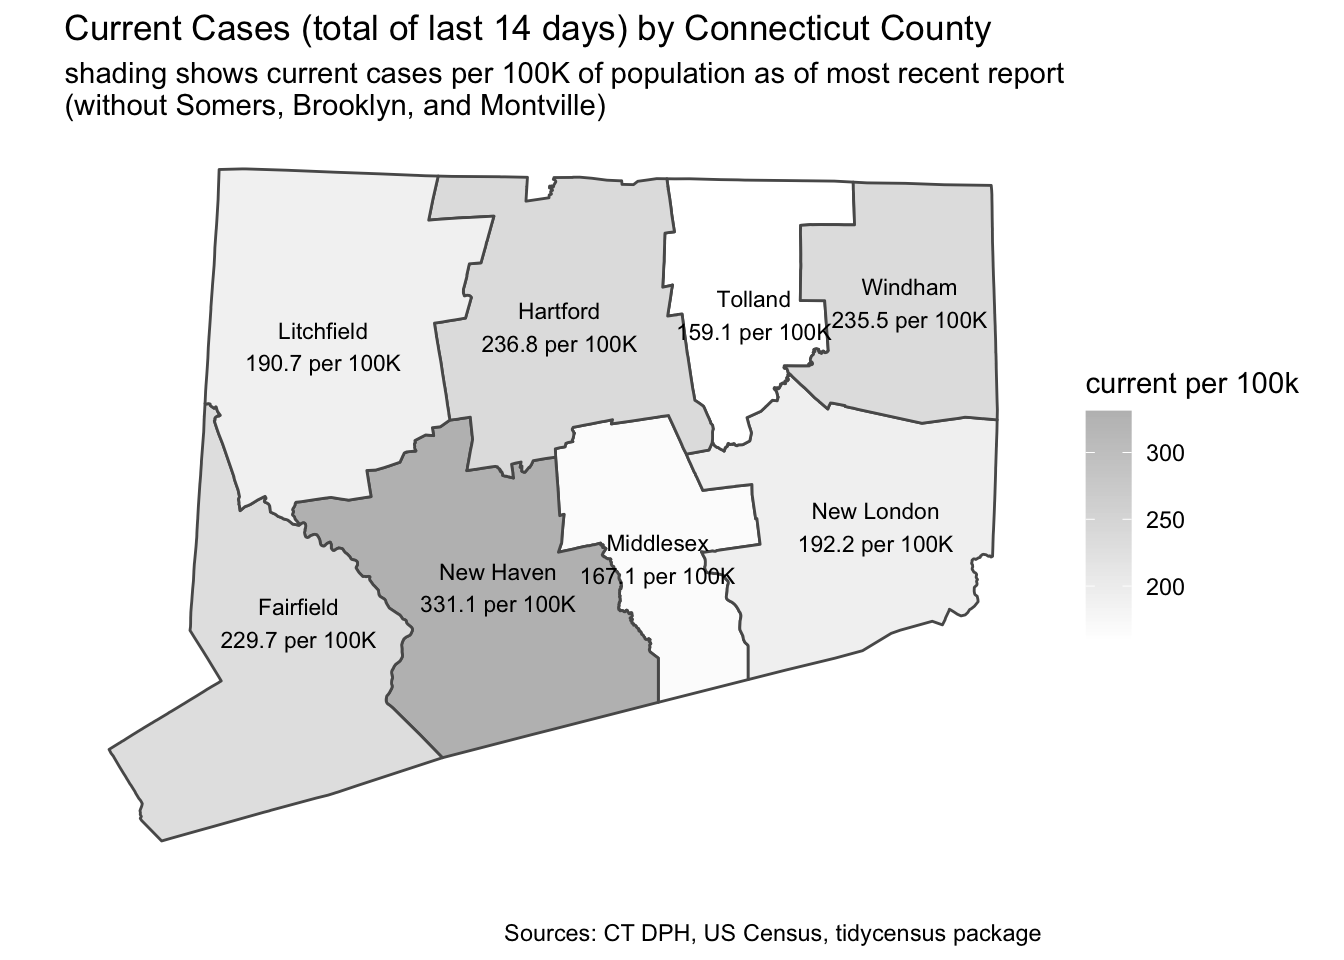 Current Cases (total of last 14 days) by Connecticut County
shading shows current cases per 100K of population as of most recent report
(without Somers, Brooklyn, and Montville)
Litchfield
190.7 per 100K
Hartford
236.8 per 100K
Tolland
159.1 per 100K
Windham
235.5 per 100K
Fairfield
229.7 per 100K
New Haven
331.1 per 100K
Middlesex
167.1 per 100K
New London
192.2 per 100K
current per 100k
300
250
200
Sources: CT DPH, US Census, tidycensus package